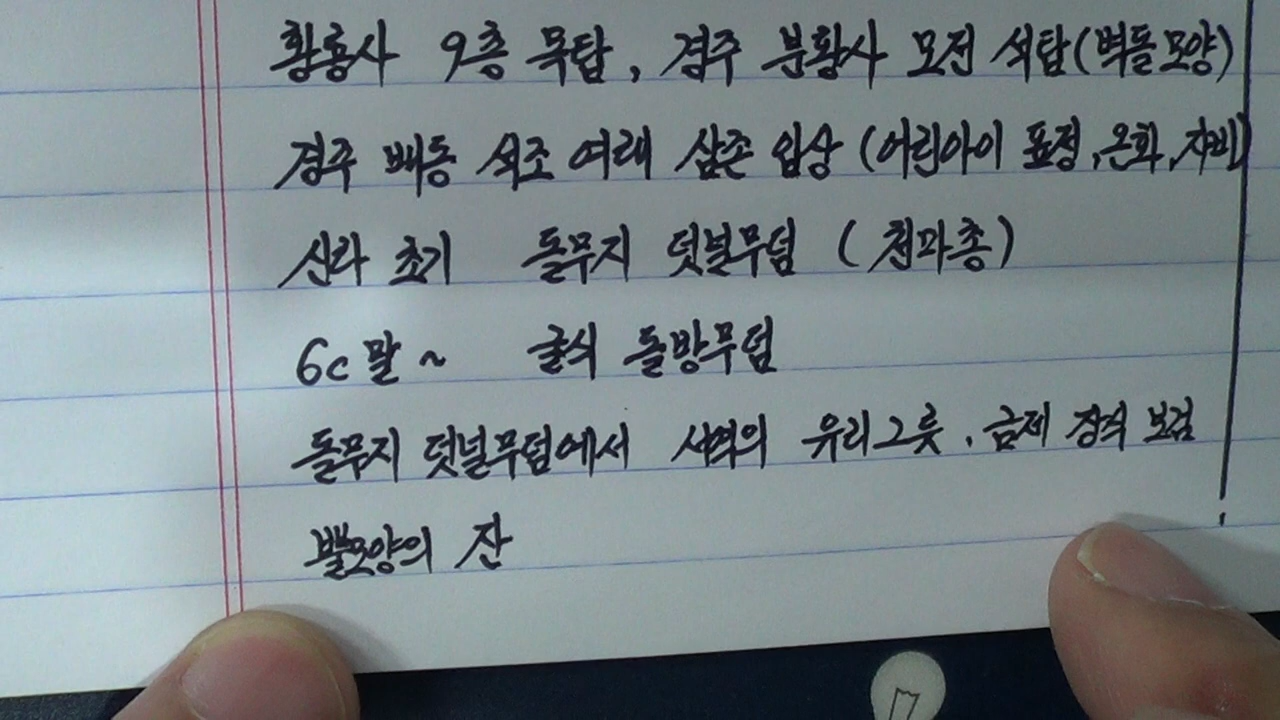 황룡사 9층 목탑, 경주 분황사 모전 석탑(벽돌모양)
경주 배동 석조 여래 삼존 입상 (어린아이 표정, 온화, 자비)
신라 초기 돌무지 덧널무덤 (천마총)
6c 말 ~ 굴식 돌방무덤
돌무지 덧널무덤에서 서역의 유리그릇, 금제 장식 보검
뿔모양의 잔